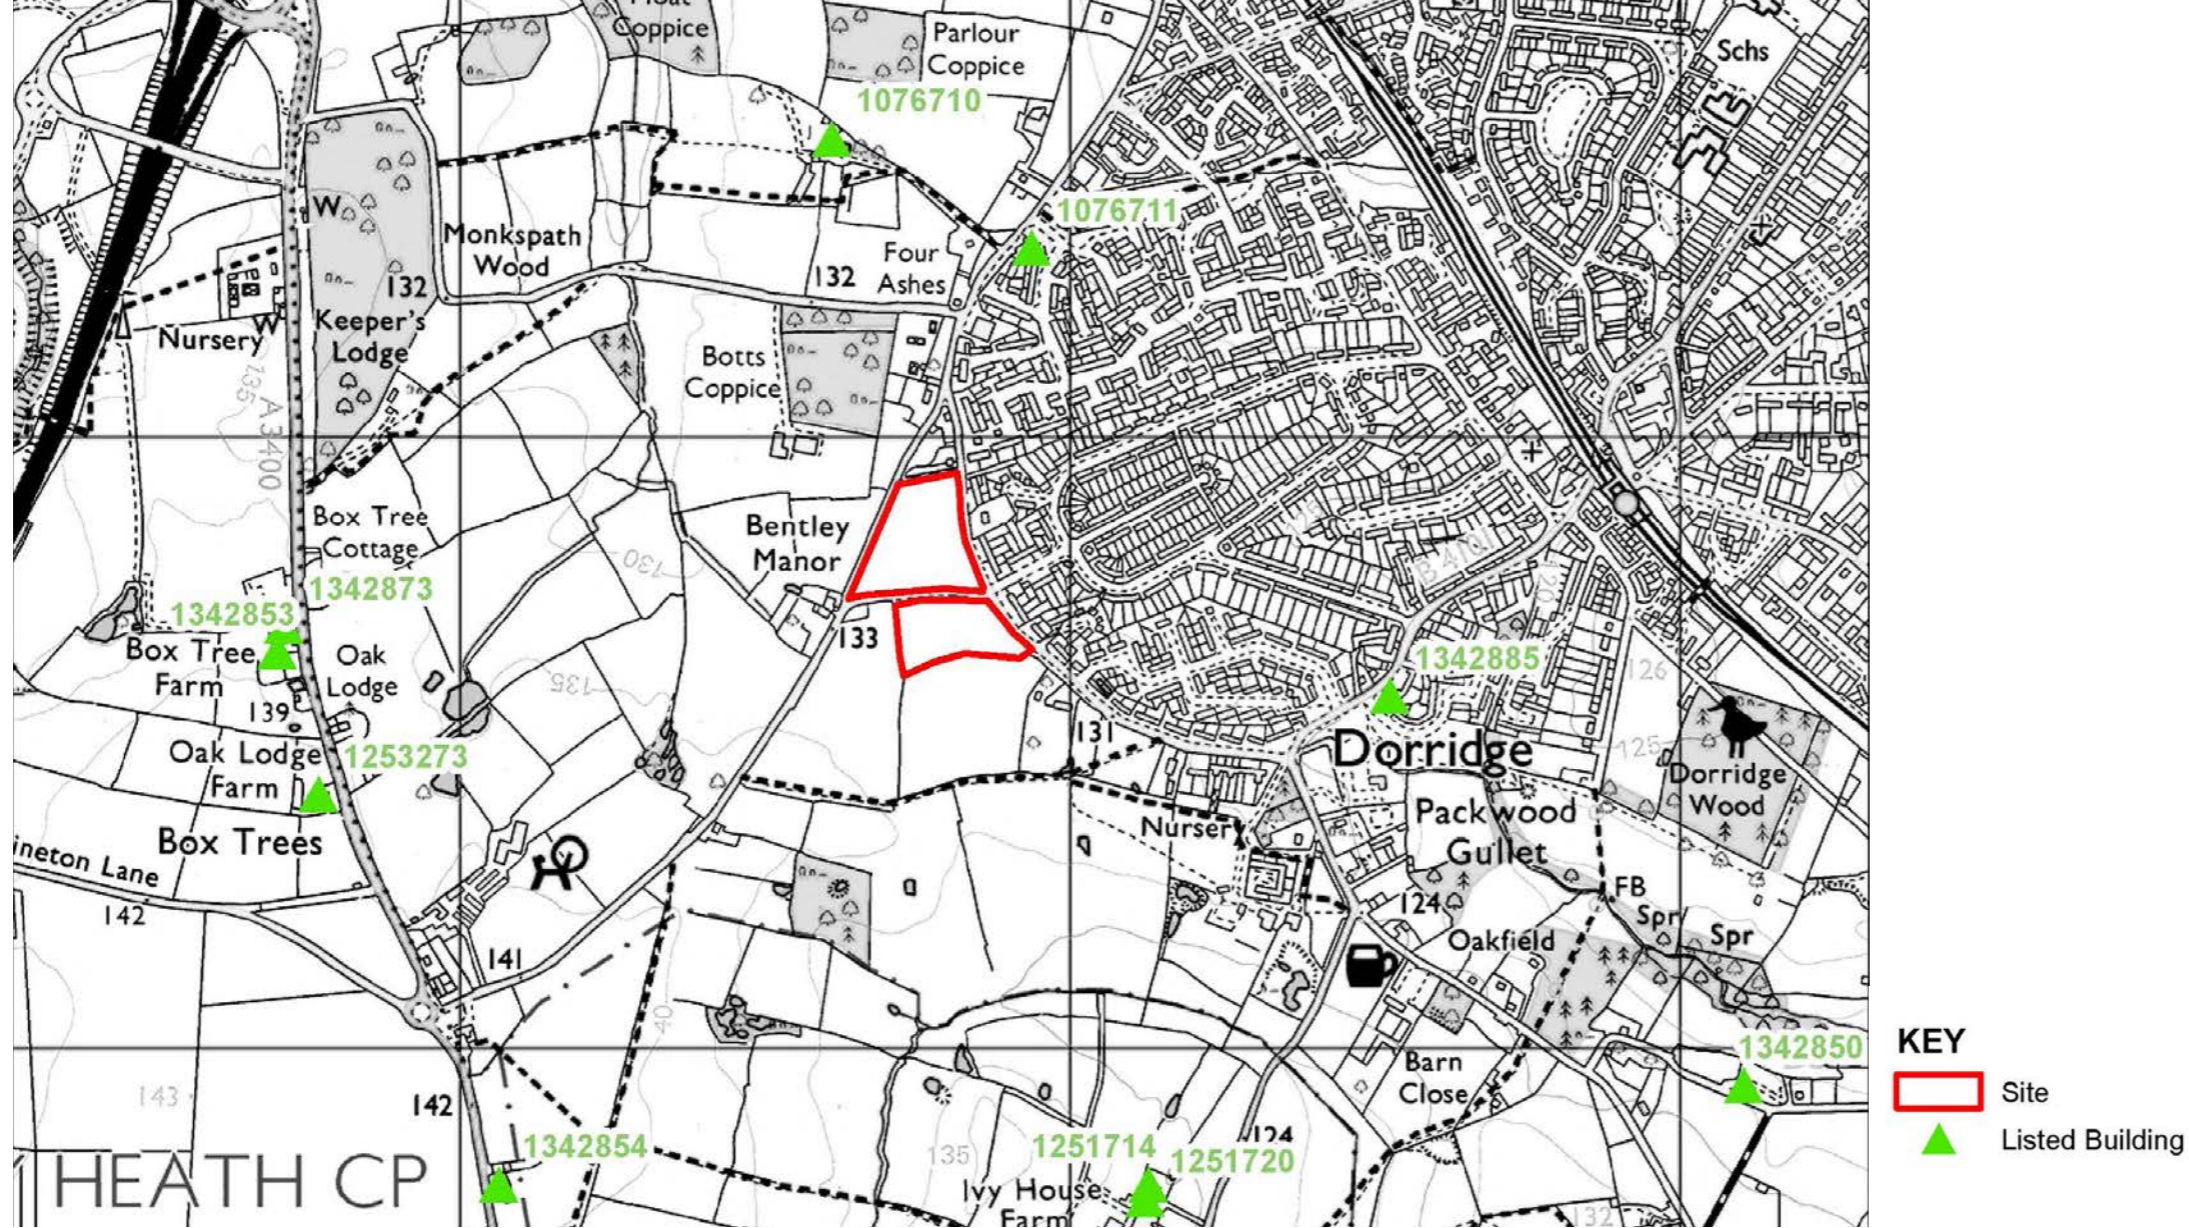 Coppice
Parlour
Coppice
Schs
1076710
W
1076711
Monkspath
Wood
Four
Ashes
132
132
Nursery
W
Keeper's
Lodge
135
A 3400
Botts
Coppice
Box Tree
Cottage
Bentley
Manor
130
B 4101
120
1342873
1342853
Box Tree
Farm
Oak
Lodge
133
135
1342885
126
139
131
Dorridge
125
Oak Lodge
Farm
1253273
Dorridge
Wood
Box Trees
Packwood
Gullet
Nursery
ineton Lane
142
FB
124
Spr
Spr
Oakfield
141
40
1342850
Barn
Close
143
142
1342854
124
1251714
1251720
135
HEATH CP
Ivy House
Farm
132
KEY
Site
Listed Building